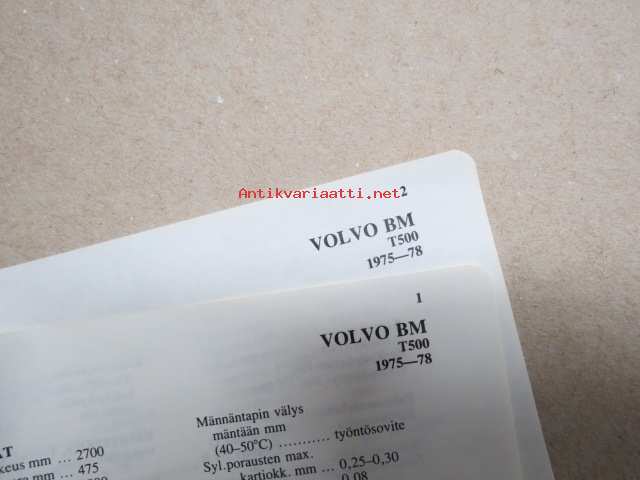 Antikvariaatti.net
2
VOLVO BM
T500
1975—78
1
VOLVO BM
T500
1975—78
Männäntapin välys
mäntään mm
(40–50°C) ........... työntösovite
Syl.porausten max.
kartiokk. mm ... 0,25–0,30
0,08
keus mm ... 2700
mm ... 475